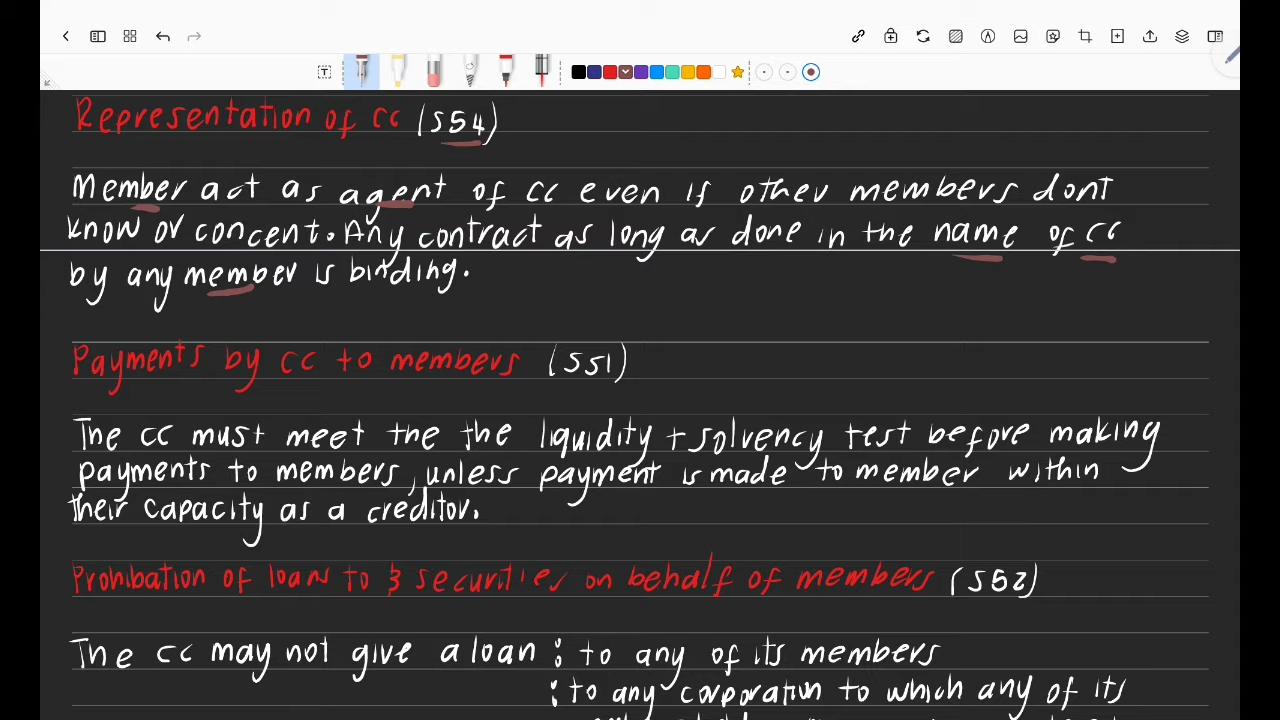 Representation of CC (S54)
Member act as agent of CC even if other members dont
know or concent. Any contract as long as done in the name of CC
by any member is binding.
Payments by CC to members (S51)
The CC must meet the the liquidity + solvency test before making
payments to members, unless payment is made to member within
their capacity as a creditor.
Prohibation of loans to & securities on behalf of members (S52)
The CC may not give a loan : to any of its members
: to any corporation to which any of its